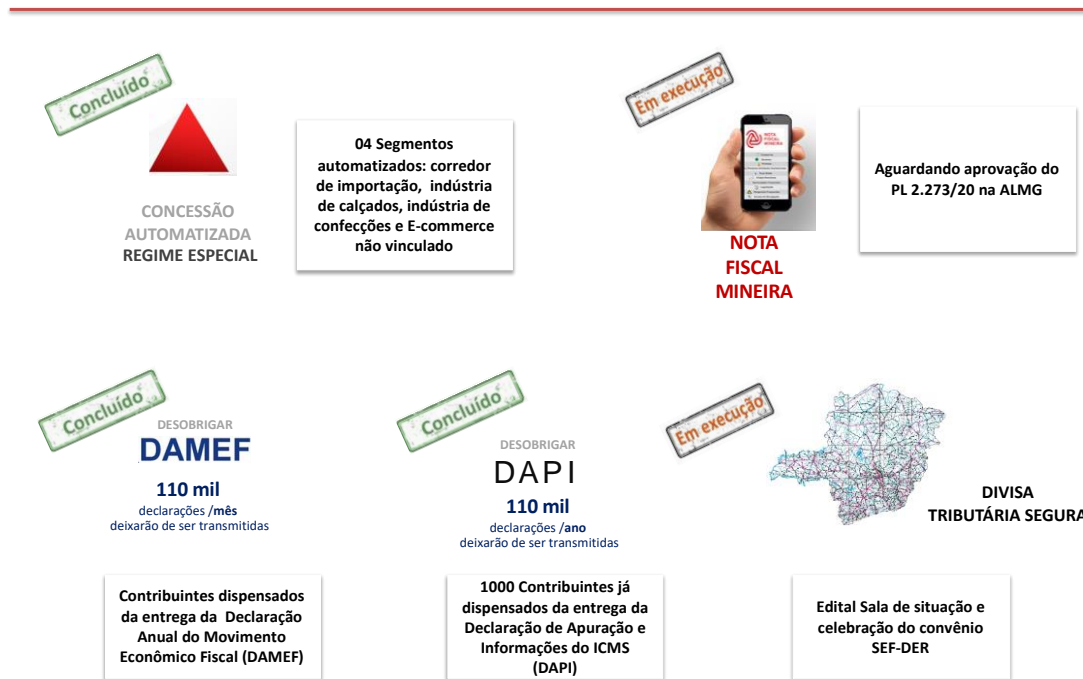 Concluído
CONCESSÃO
AUTOMATIZADA
REGIME ESPECIAL
04 Segmentos
automatizados: corredor
de importação, indústria
de calçados, indústria de
confecções e E-commerce
não vinculado
Em execução
NOTA
FISCAL
MINEIRA
NOTA
FISCAL
MINEIRA
Aguardando aprovação do
PL 2.273/20 na ALMG
Concluído
DESOBRIGAR
DAMEF
110 mil
declarações /mês
deixarão de ser transmitidas
Contribuintes dispensados
da entrega da Declaração
Anual do Movimento
Econômico Fiscal (DAMEF)
Concluído
DESOBRIGAR
DAPI
110 mil
declarações /ano
deixarão de ser transmitidas
1000 Contribuintes já
dispensados da entrega da
Declaração de Apuração e
Informações do ICMS
(DAPI)
Em execução
DIVISA
TRIBUTÁRIA SEGURA
Edital Sala de situação e
celebração do convênio
SEF-DER